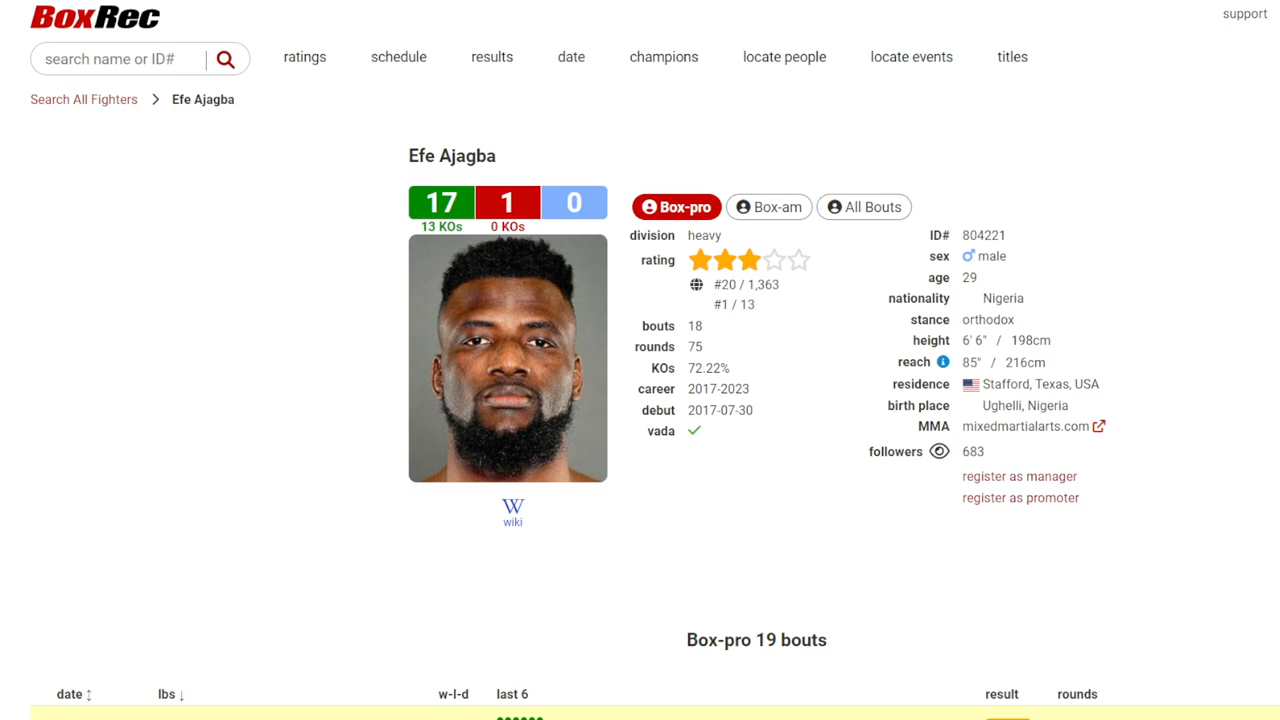 BoxRec
support
search name or ID#
ratings
schedule
results
date
champions
locate people
locate events
titles
Search All Fighters
Efe Ajagba
Efe Ajagba
17 1 0
13 KOs 0 KOs
wiki
Box-pro
Box-am
All Bouts
division heavy
rating
#20 / 1,363
#1 / 13
bouts 18
rounds 75
KOs 72.22%
career 2017-2023
debut 2017-07-30
vada
ID# 804221
sex male
age 29
nationality Nigeria
stance orthodox
height 6' 6" / 198cm
reach 85" / 216cm
residence Stafford, Texas, USA
birth place Ughelli, Nigeria
MMA mixedmartialarts.com
followers 683
register as manager
register as promoter
Box-pro 19 bouts
date lbs w-l-d last 6 result rounds